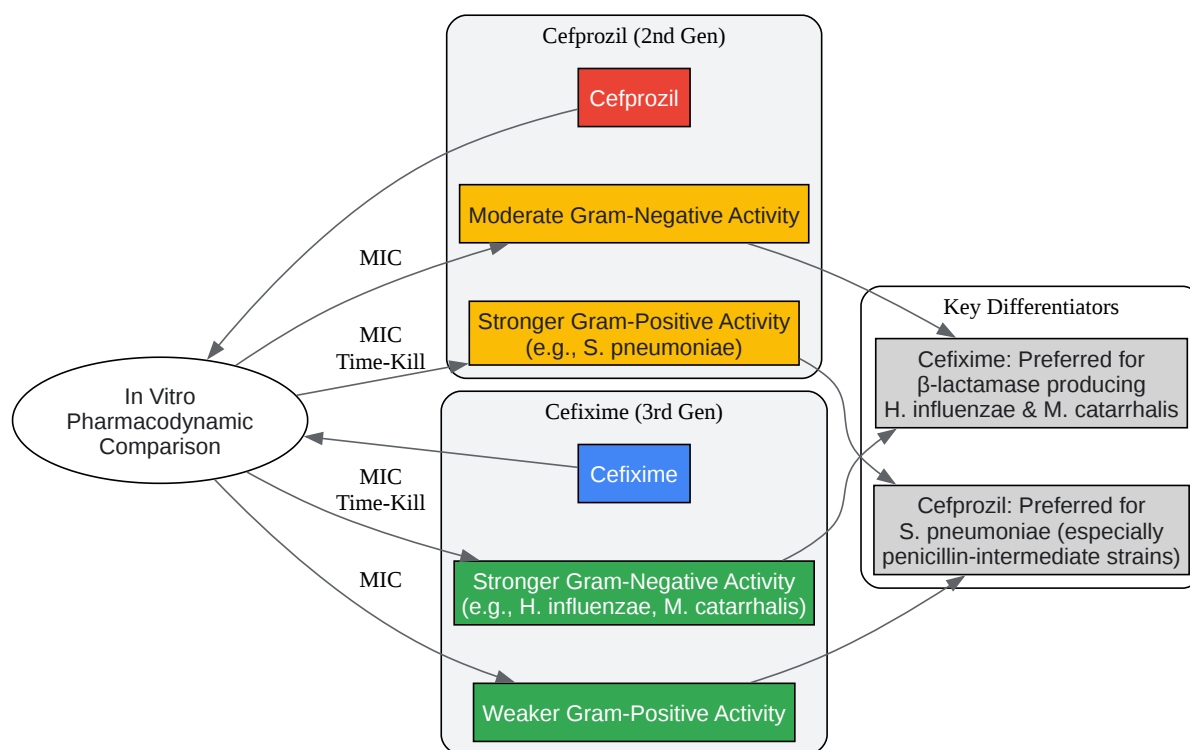 Cefprozil (2nd Gen)
Cefprozil
Moderate Gram-Negative Activity
MIC
Stronger Gram-Positive Activity
(e.g., S. pneumoniae)
MIC
Time-Kill
Key Differentiators
Cefixime: Preferred for
β-lactamase producing
H. influenzae & M. catarrhalis
In Vitro
Pharmacodynamic
Comparison
Cefixime (3rd Gen)
Cefixime
MIC
Time-Kill
Cefprozil: Preferred for
S. pneumoniae (especially
penicillin-intermediate strains)
Stronger Gram-Negative Activity
(e.g., H. influenzae, M. catarrhalis)
MIC
Weaker Gram-Positive Activity